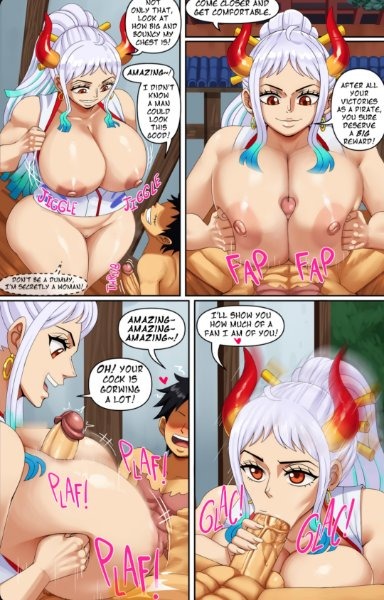 NOT
ONLY THAT,
LOOK AT
HOW BIG AND
BOUNCY MY
CHEST IS!
AMAZING~!
I DIDN'T
KNOW A MAN
COULD LOOK
THIS GOOD!
JIGGLE
JIGGLE
DON'T BE A DUMMY,
I'M SECRETLY A WOMAN!
COME CLOSER AND
GET COMFORTABLE.
AFTER ALL
YOUR
VICTORIES
AS A PIRATE,
YOU SURE
DESERVE
A BIG
REWARD!
FAP
FAP
AMAZING-
AMAZING-
AMAZING~!
OH! YOUR
COCK IS
GORWING
A LOT!
PLAF!
PLAF!
PLAF!
PLAF!
I'LL SHOW YOU
HOW MUCH OF A
FAN I AM OF YOU!
GLAC!
GLAC!